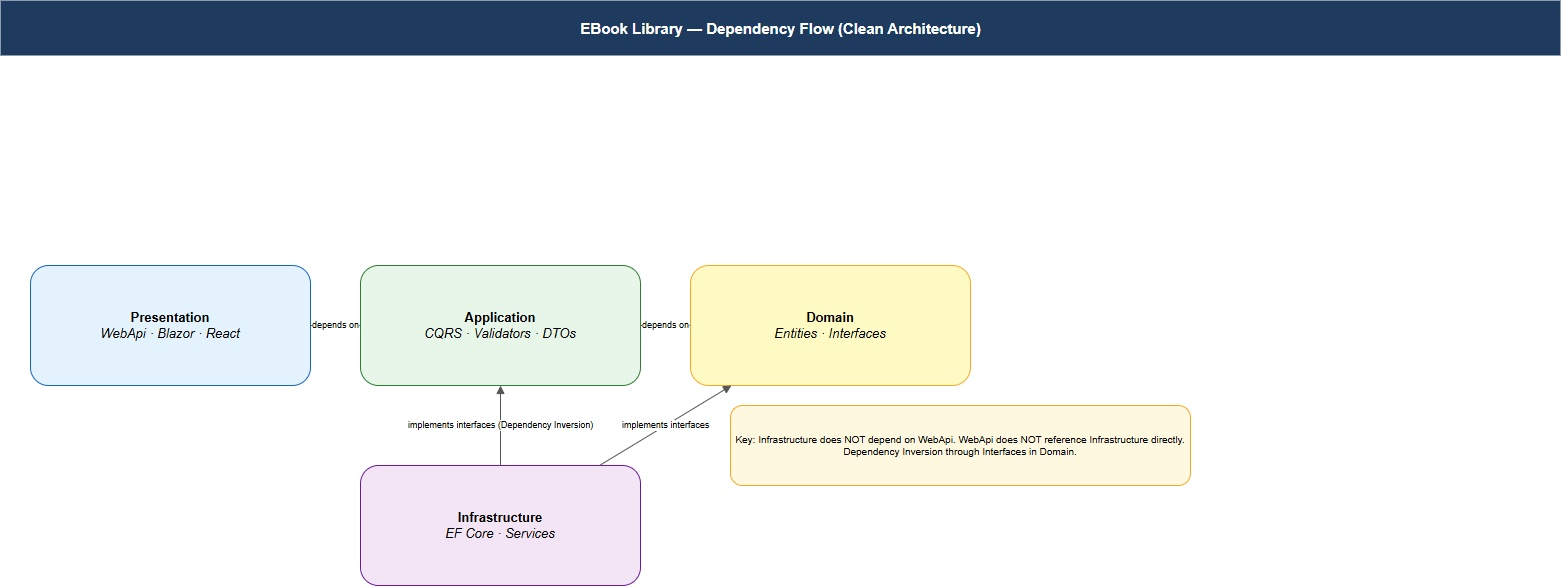 EBook Library — Dependency Flow (Clean Architecture)
Presentation
WebApi · Blazor · React
depends on
Application
CQRS · Validators · DTOs
depends on
Domain
Entities · Interfaces
implements interfaces (Dependency Inversion)
implements interfaces
Key: Infrastructure does NOT depend on WebApi. WebApi does NOT reference Infrastructure directly.
Dependency Inversion through Interfaces in Domain.
Infrastructure
EF Core · Services